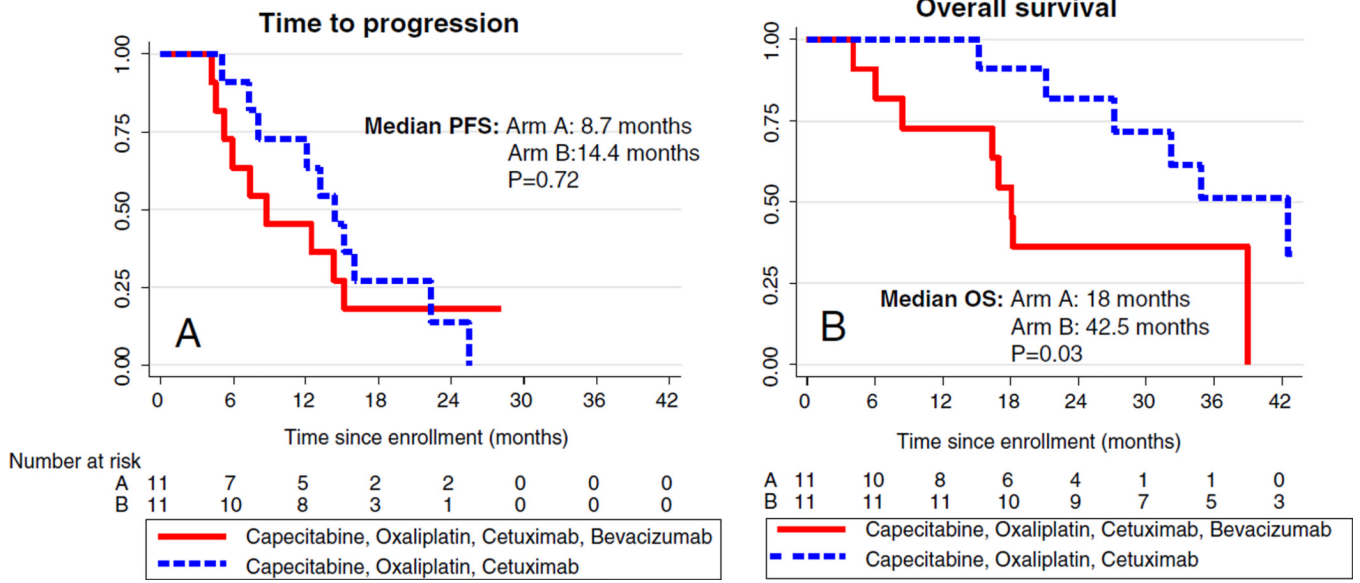 Time to progression
1.00
0.75
0.50
0.25
0.00
Median PFS: Arm A: 8.7 months
Arm B:14.4 months
P=0.72
A
0 6 12 18 24 30 36 42
Time since enrollment (months)
Number at risk
A 11 7 5 2 2 0 0 0
B 11 10 8 3 1 0 0 0
Capecitabine, Oxaliplatin, Cetuximab, Bevacizumab
Capecitabine, Oxaliplatin, Cetuximab
Overall survival
1.00
0.75
0.50
0.25
0.00
Median OS: Arm A: 18 months
Arm B: 42.5 months
P=0.03
B
0 6 12 18 24 30 36 42
Time since enrollment (months)
A 11 10 8 6 4 1 1 0
B 11 11 11 10 9 7 5 3
Capecitabine, Oxaliplatin, Cetuximab, Bevacizumab
Capecitabine, Oxaliplatin, Cetuximab